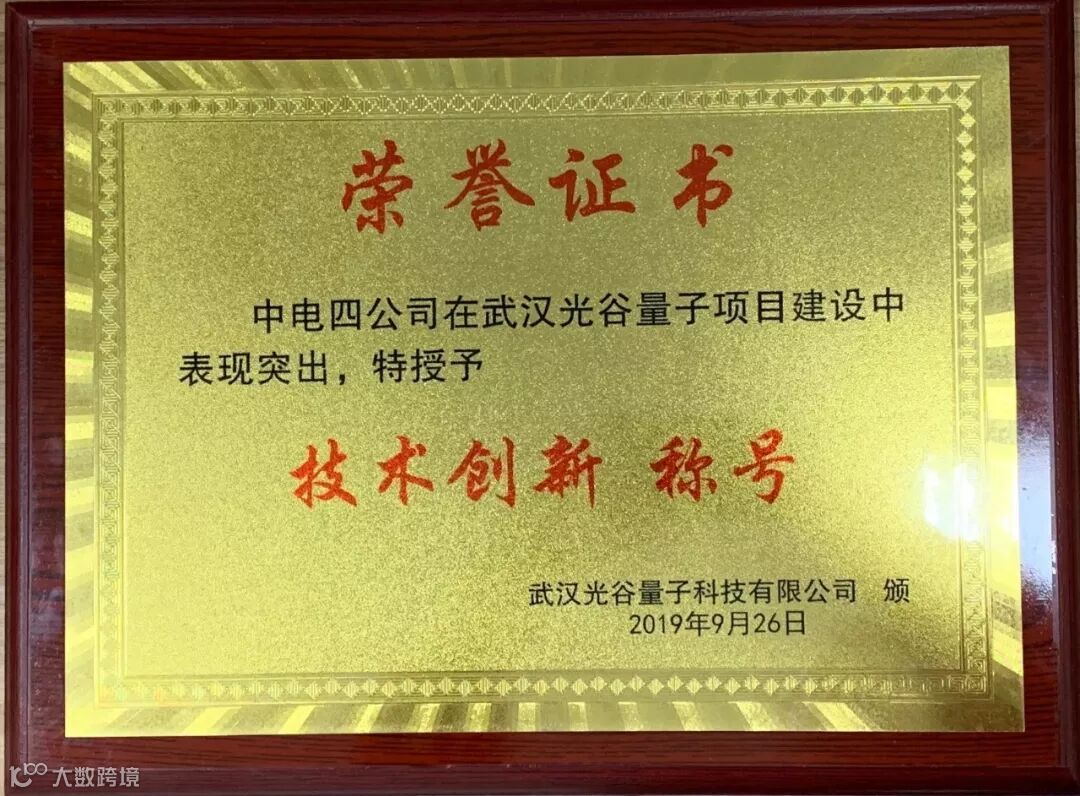 荣誉证书
中电四公司在武汉光谷量子项目建设中
表现突出，特授予
技术创新 称号
武汉光谷量子科技有限公司 颁
2019年9月26日
大数跨境